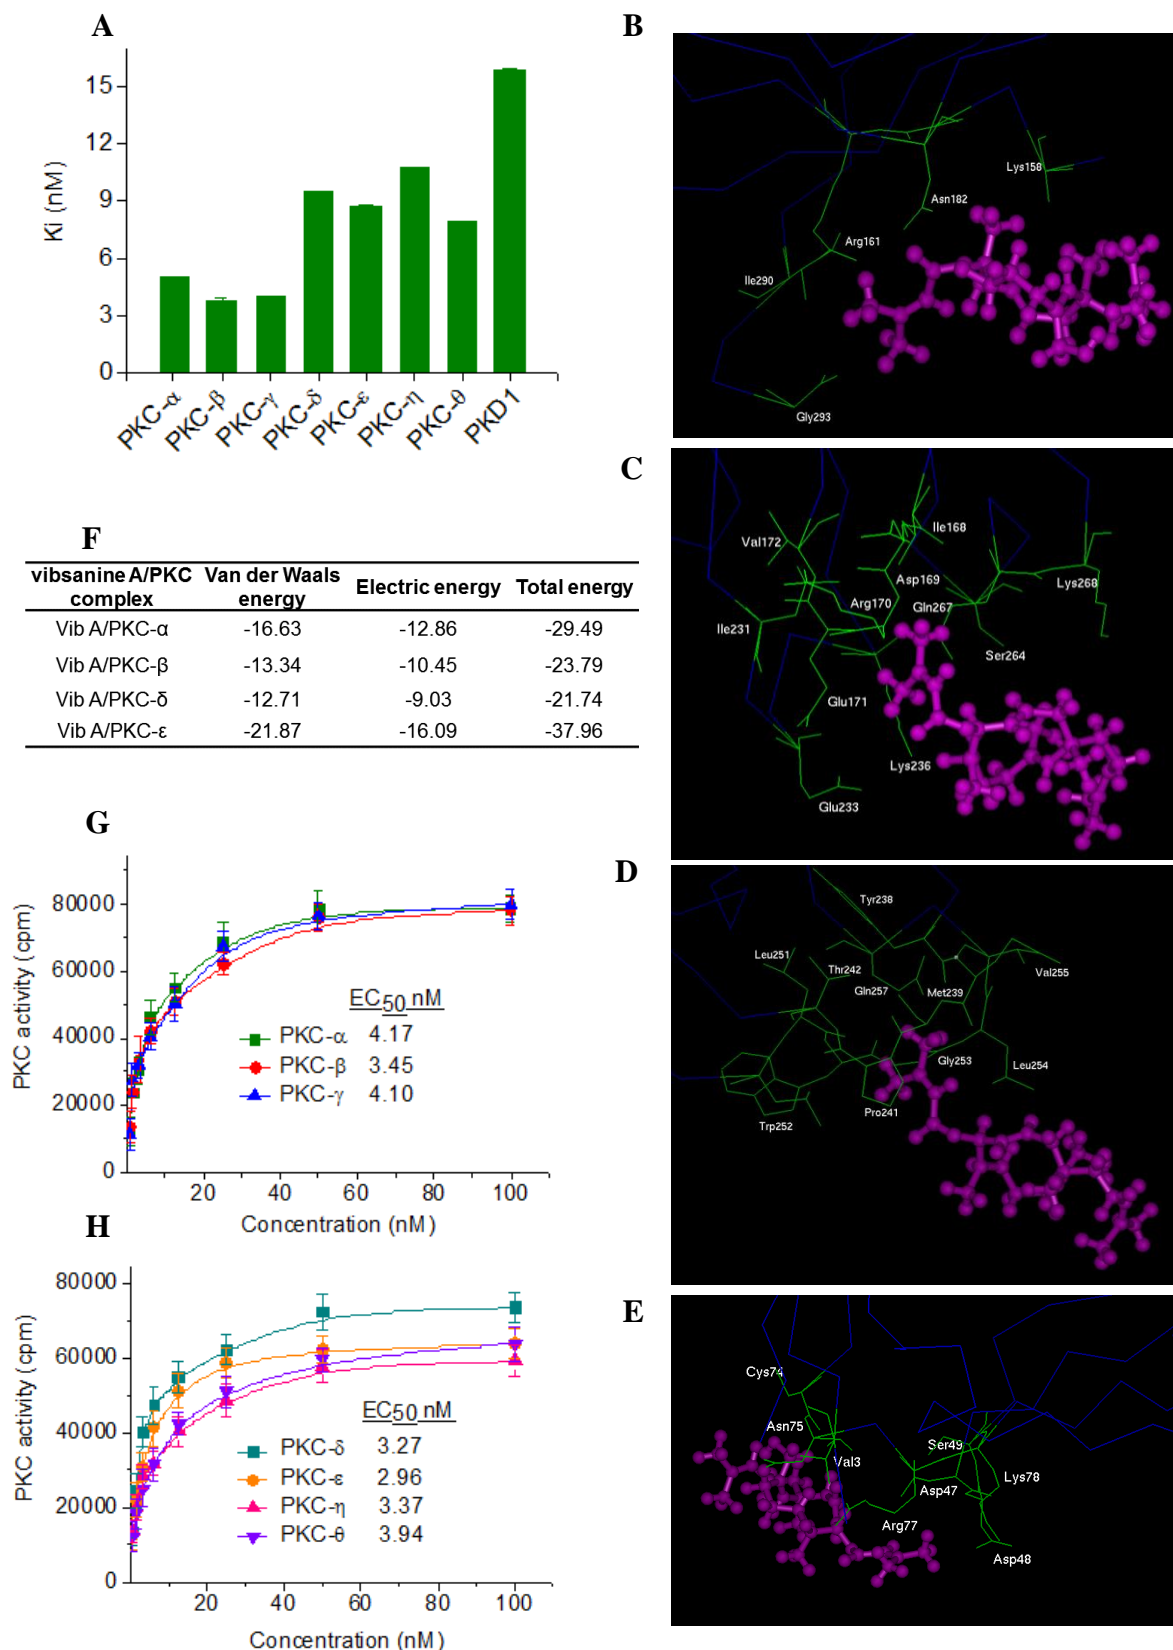 A
Ki (nM)
15
12
9
6
3
0
PKC-α
PKC-β
PKC-γ
PKC-δ
PKC-ε
PKC-η
PKC-θ
PKD1
B
Lys158
Asn182
Arg161
Ile290
Gly293
C
Ile168
Val172
Asp169
Lys268
Arg170
Gln267
Ile231
Ser264
Glu171
Lys236
Glu233
F
vibsanine A/PKC complex Van der Waals energy Electric energy Total energy
Vib A/PKC-α -16.63 -12.86 -29.49
Vib A/PKC-β -13.34 -10.45 -23.79
Vib A/PKC-δ -12.71 -9.03 -21.74
Vib A/PKC-ε -21.87 -16.09 -37.96
G
PKC activity (cpm)
80000
60000
40000
20000
0
EC50 nM
PKC-α 4.17
PKC-β 3.45
PKC-γ 4.10
20 40 60 80 100
Concentration (nM)
D
Tyr238
Leu251
Thr242
Val255
Gln257
Met239
Gly253
Leu254
Pro241
Trp252
H
PKC activity (cpm)
80000
60000
40000
20000
0
EC50 nM
PKC-δ 3.27
PKC-ε 2.96
PKC-η 3.37
PKC-θ 3.94
20 40 60 80 100
Concentration (nM)
E
Cys74
Asn75
Ser49
Val3
Lys78
Asp47
Arg77
Asp48